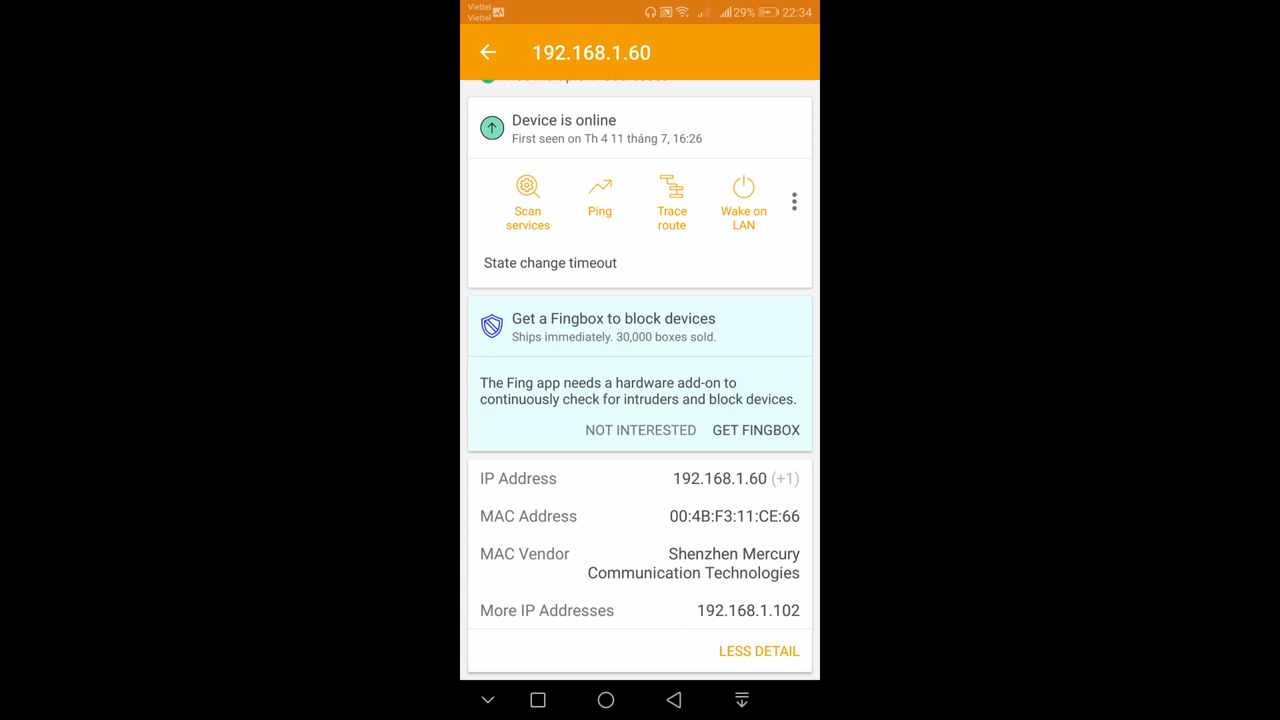 Viettel
Viettel
29%
22:34
192.168.1.60
Device is online
First seen on Th 4 11 tháng 7, 16:26
Scan services
Ping
Trace route
Wake on LAN
State change timeout
Get a Fingbox to block devices
Ships immediately. 30,000 boxes sold.
The Fing app needs a hardware add-on to
continuously check for intruders and block devices.
NOT INTERESTED GET FINGBOX
IP Address 192.168.1.60 (+1)
MAC Address 00:4B:F3:11:CE:66
MAC Vendor Shenzhen Mercury
Communication Technologies
More IP Addresses 192.168.1.102
LESS DETAIL